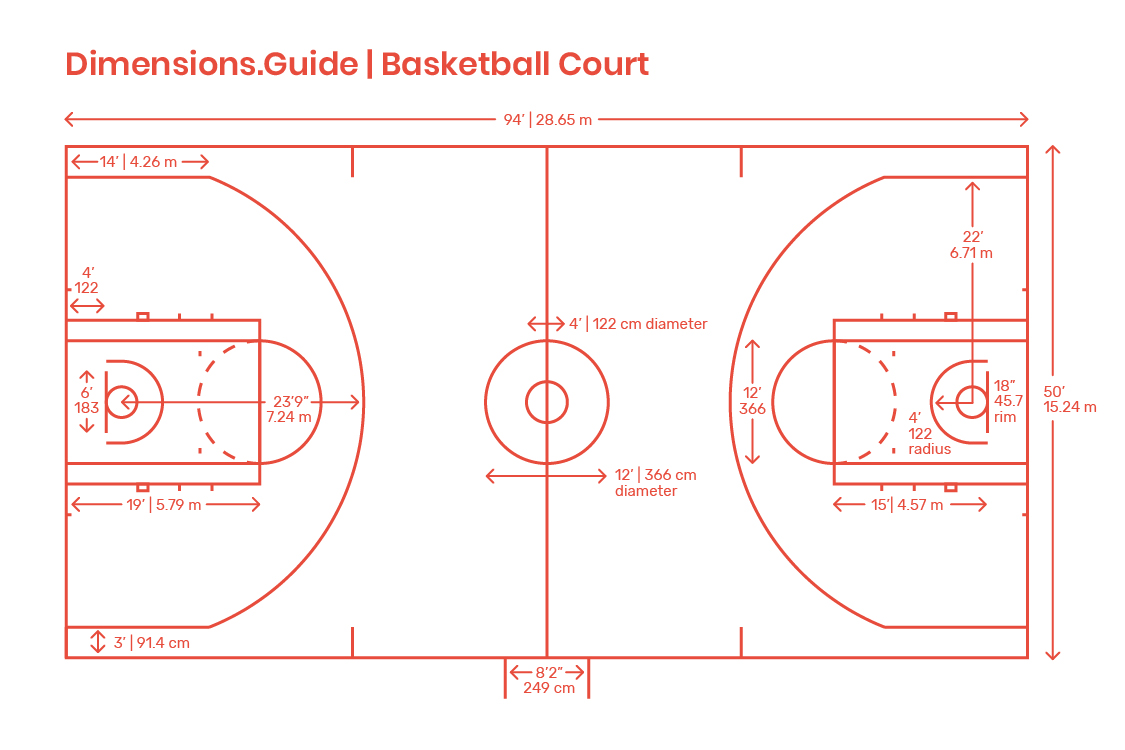 Dimensions.Guide | Basketball Court
94' | 28.65 m
14' | 4.26 m
22'
6.71 m
4'
122
4' | 122 cm diameter
6'
183
23'9"
7.24 m
12'
366
18"
45.7
rim
4'
122
radius
50'
15.24 m
12' | 366 cm
diameter
19' | 5.79 m
15' | 4.57 m
3' | 91.4 cm
8'2"
249 cm